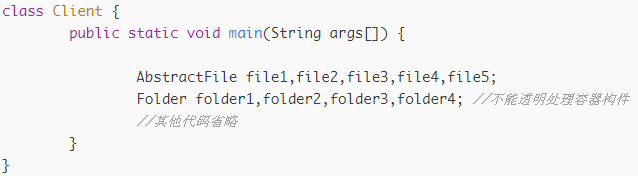 class Client {
public static void main(String args[]) {
AbstractFile file1,file2,file3,file4,file5;
Folder folder1,folder2,folder3,folder4; //不能透明处理容器构件
//其他代码省略
}
}